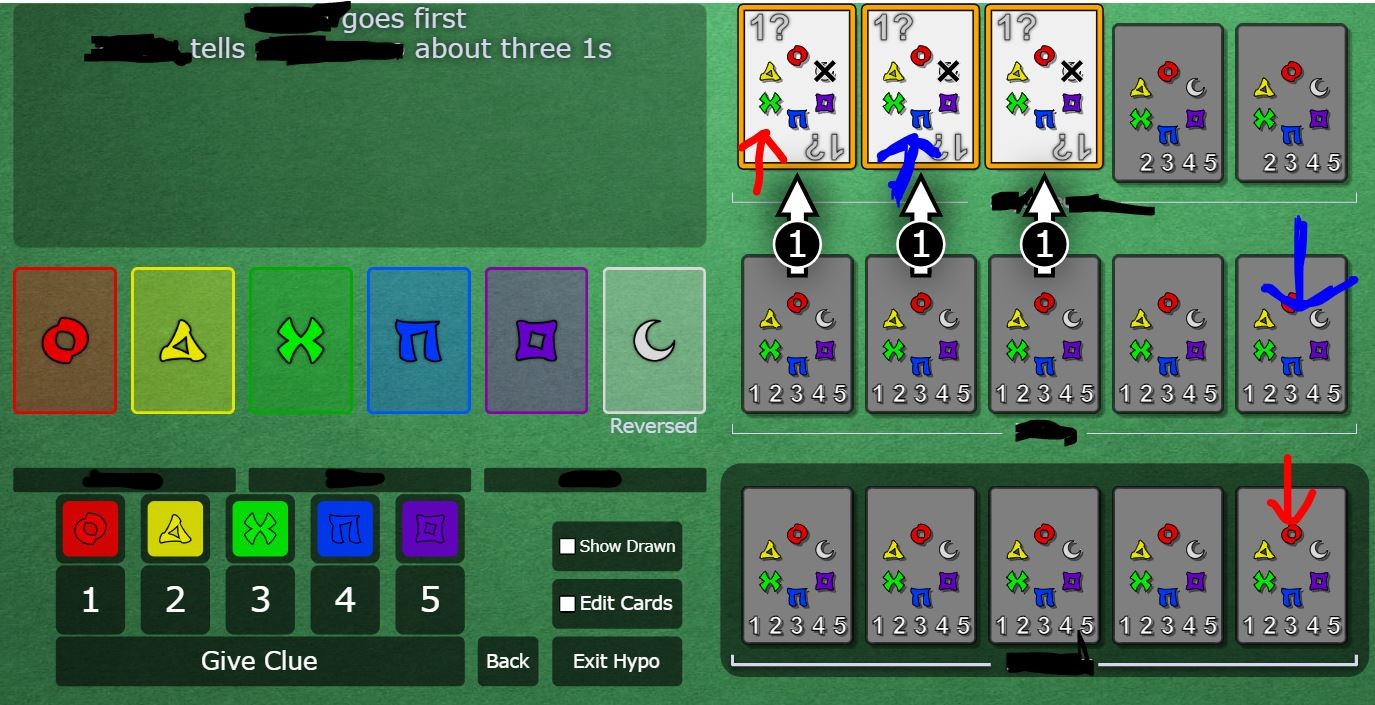 goes first
tells about three 1s
1? 1? 1?
1? 1? 1?
2 3 4 5 2 3 4 5
1 1 1
1 2 3 4 5 1 2 3 4 5 1 2 3 4 5 1 2 3 4 5 1 2 3 4 5
Reversed
1 2 3 4 5 1 2 3 4 5 1 2 3 4 5 1 2 3 4 5 1 2 3 4 5
Show Drawn
1 2 3 4 5
Edit Cards
Give Clue
Back
Exit Hypo